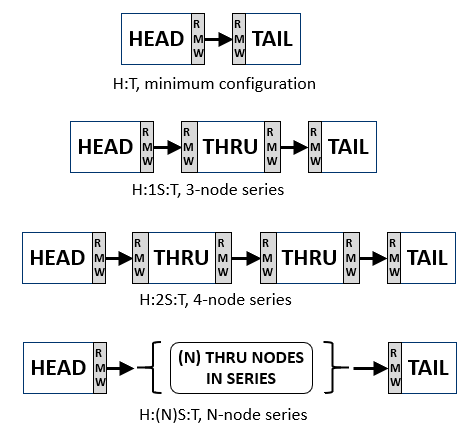 HEAD RMW RMW TAIL
H:T, minimum configuration
HEAD RMW RMW THRU RMW RMW TAIL
H:1S:T, 3-node series
HEAD RMW RMW THRU RMW RMW THRU RMW RMW TAIL
H:2S:T, 4-node series
HEAD RMW (N) THRU NODES
IN SERIES
RMW TAIL
H:(N)S:T, N-node series